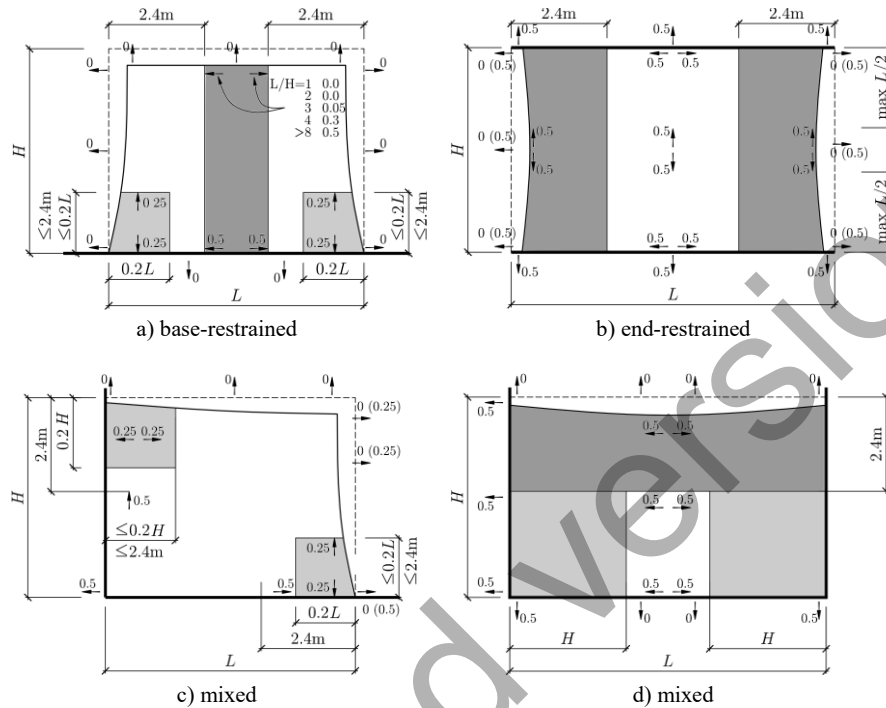 2.4m 2.4m
0 0 0
0 0
L/H=1 0.0
2 0.0
3 0.05
4 0.3
>8 0.5
H
0 0
≤2.4m
≤0.2L
0 25 0.25
≤0.2L
≤2.4m
0 0.25 0.5 0.5 0.25 0
0.2L 0 0 0.2L
L
a) base-restrained
2.4m 2.4m
0.5 0.5 0.5
0 (0.5) 0.5 0.5 0 (0.5)
max L/2
H
0 (0.5) 0.5 0.5 0.5 0 (0.5)
0.5 0.5 0.5
max L/2
0 (0.5) 0.5 0.5 0 (0.5)
0.5 0.5 0.5
L
b) end-restrained
0 0 0
0 (0.25)
0.2H
2.4m
0.25 0.25 0 (0.25)
H
0.5
≤0.2H
≤2.4m
0.25
≤0.2L
≤2.4m
0.5 0.5 0.25
0 (0.5)
0.2L
2.4m
L
c) mixed
0 0 0 0
0.5
0.5 0.5
2.4m
H
0.5 0.5 0.5
0.5 0.5 0.5
0.5 0 0 0.5
H H
L
d) mixed
d version